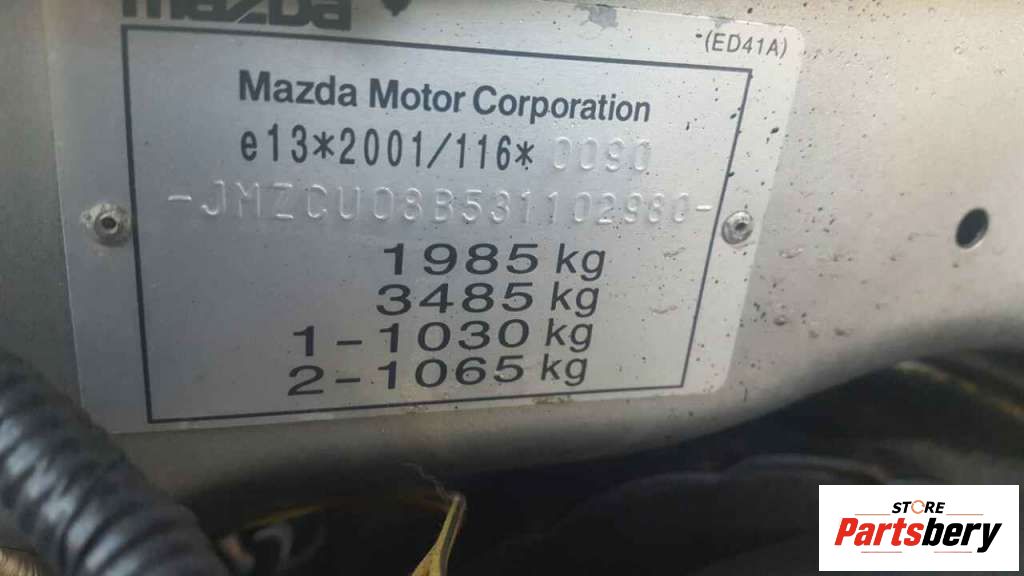 mazda
(ED41A)
Mazda Motor Corporation
e13*2001/116* 0090
-JMZCU08B531102980-
1985 kg
3485 kg
1-1030 kg
2-1065 kg
STORE
Partsbery